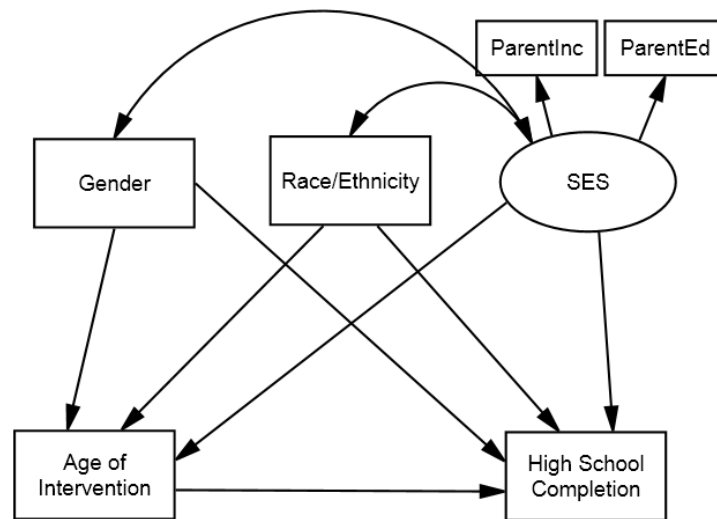 ParentInc
ParentEd
Gender
Race/Ethnicity
SES
Age of
Intervention
High School
Completion